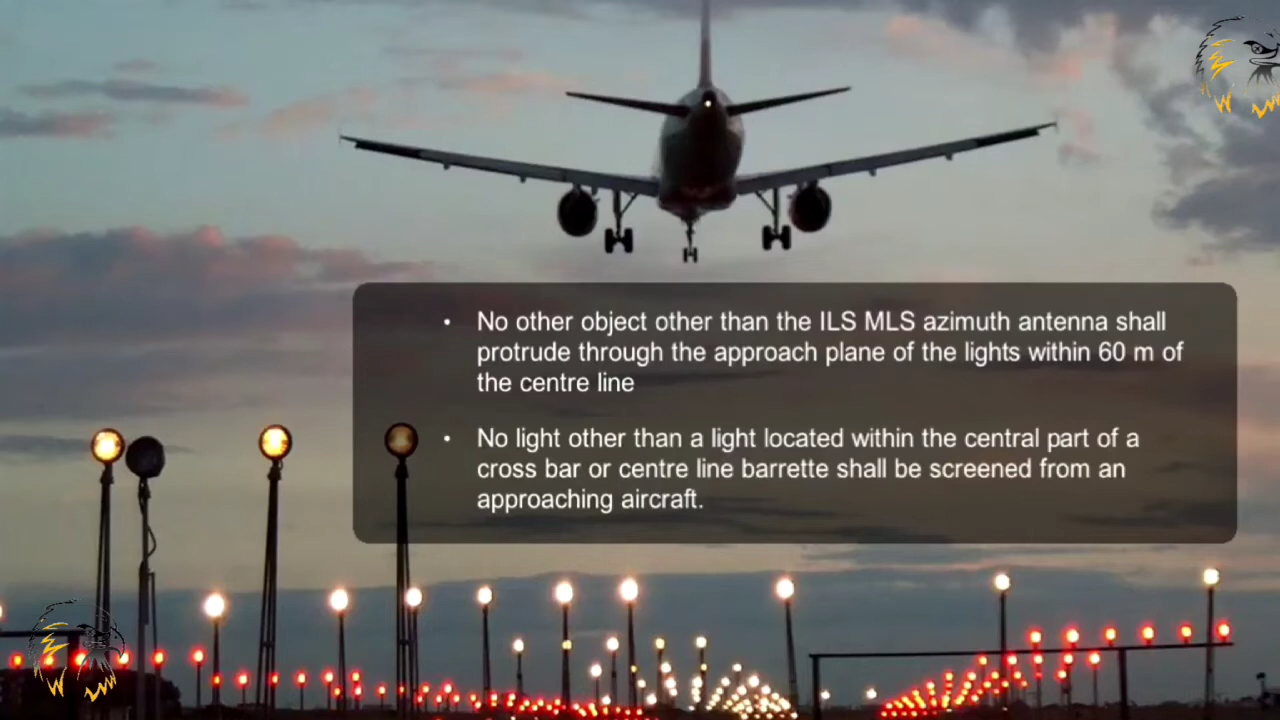 • No other object other than the ILS MLS azimuth antenna shall
protrude through the approach plane of the lights within 60 m of
the centre line
• No light other than a light located within the central part of a
cross bar or centre line barrette shall be screened from an
approaching aircraft.